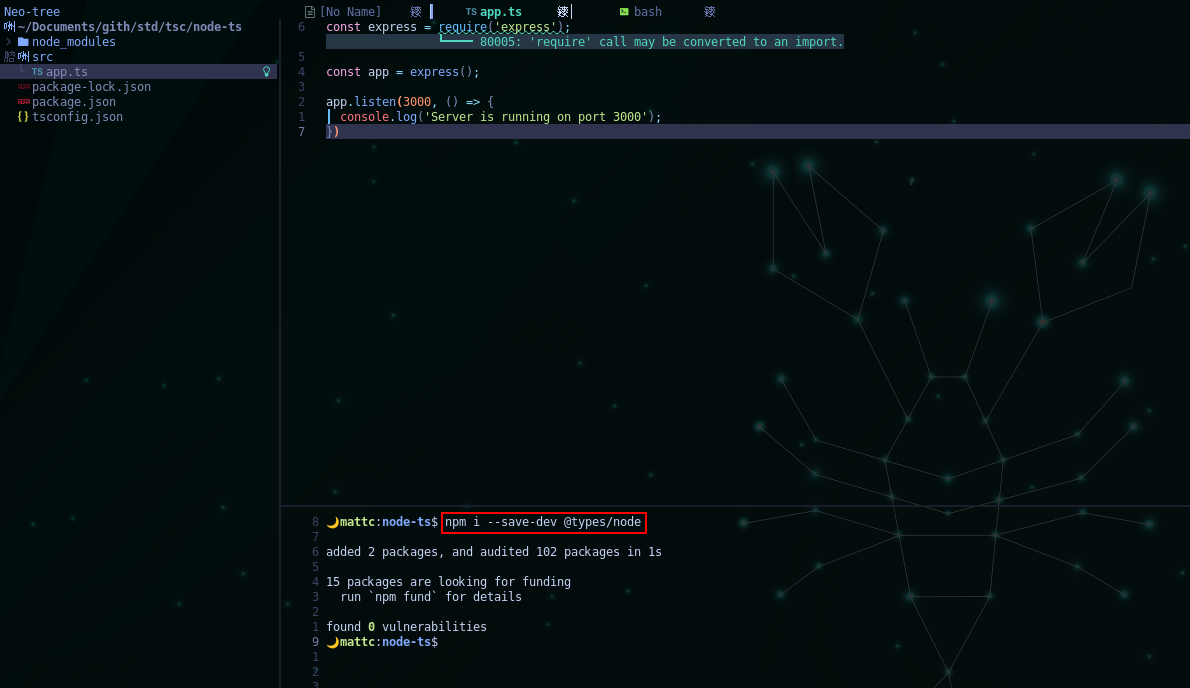 Neo-tree
[No Name] TS app.ts bash
~/Documents/gith/std/tsc/node-ts
node_modules
src
TS app.ts
package-lock.json
package.json
tsconfig.json
6 const express = require('express');
80005: 'require' call may be converted to an import.
5
4 const app = express();
3
2 app.listen(3000, () => {
1 console.log('Server is running on port 3000');
7 })
8 mattc:node-ts$ npm i --save-dev @types/node
7
6 added 2 packages, and audited 102 packages in 1s
5
4 15 packages are looking for funding
3 run `npm fund` for details
2
1 found 0 vulnerabilities
9 mattc:node-ts$
1
2
3